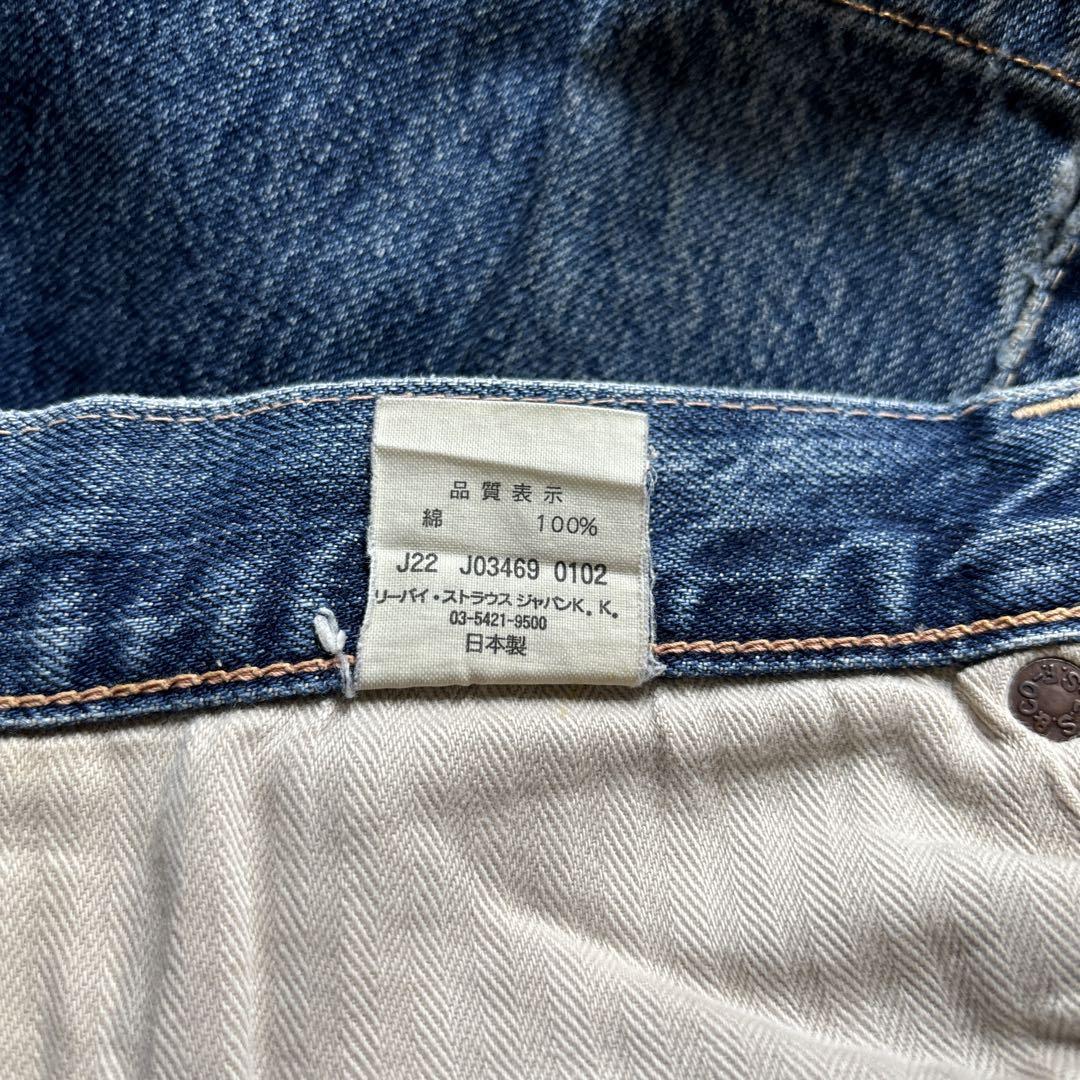 品質表示
綿 100%
J22 J03469 0102
リーバイ・ストラウス ジャパンK.K.
03-5421-9500
日本製